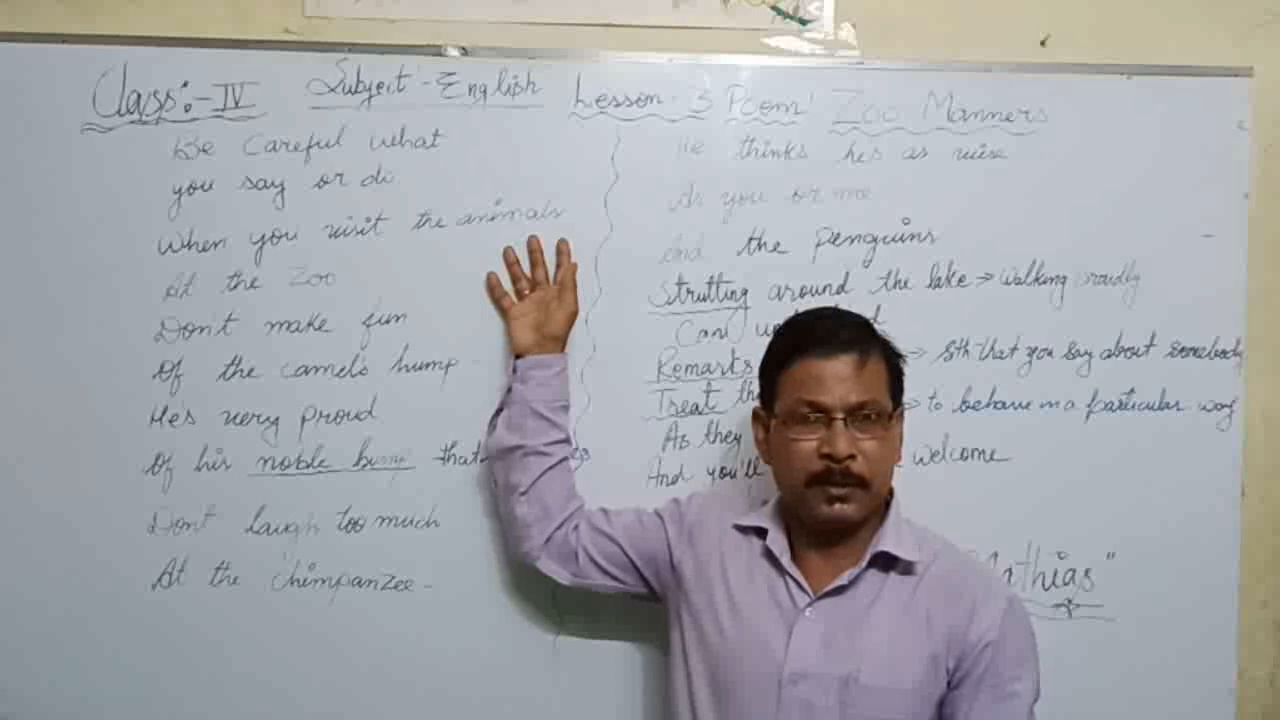 Class:- IV Subject - English Lesson - 3 Poem' Zoo Manners
Be Careful what
you say or do
When you visit the animals
At the Zoo
Don't make fun
Of the camel's hump
He's very proud
Of his noble bump that
Dont laugh too much
At the Chimpanzee -
He thinks he's as wise
As you or me
And the penguins
Strutting around the lake → Walking proudly
Can
Remarks → Sth that you say about somebody
Treat → to behave in a particular way
As they
And you'll welcome
athias"